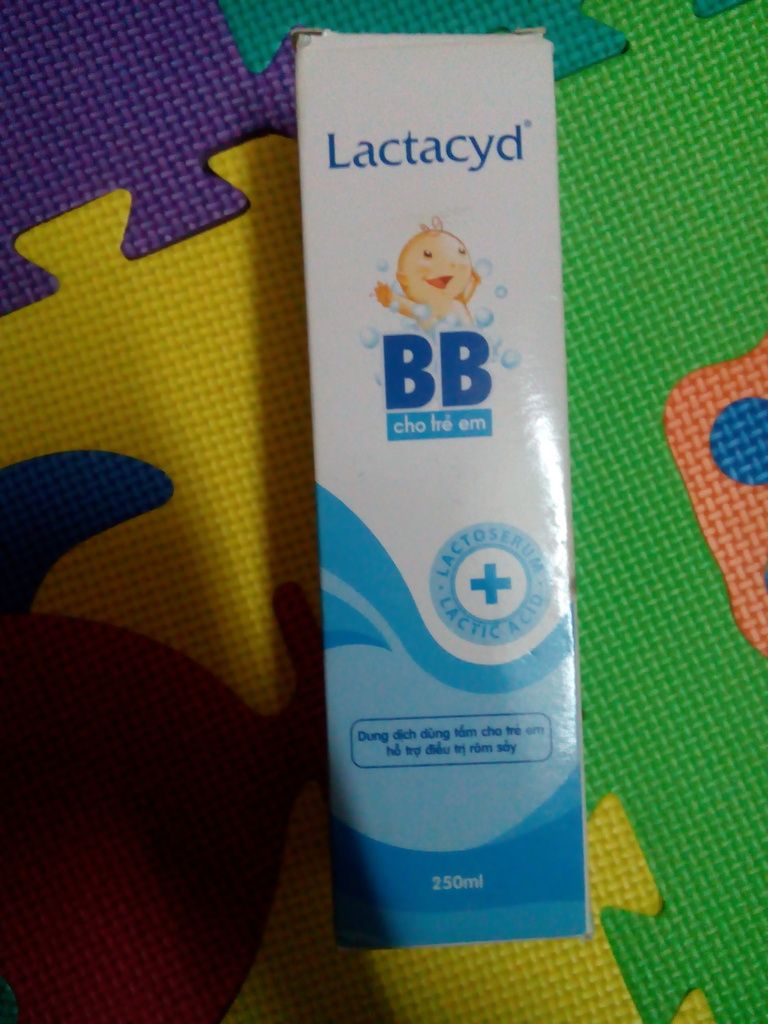 Lactacyd®
BB
cho trẻ em
LACTOSERUM
LACTIC ACID
Dung dịch dùng tắm cho trẻ em
hỗ trợ điều trị rôm sảy
250ml